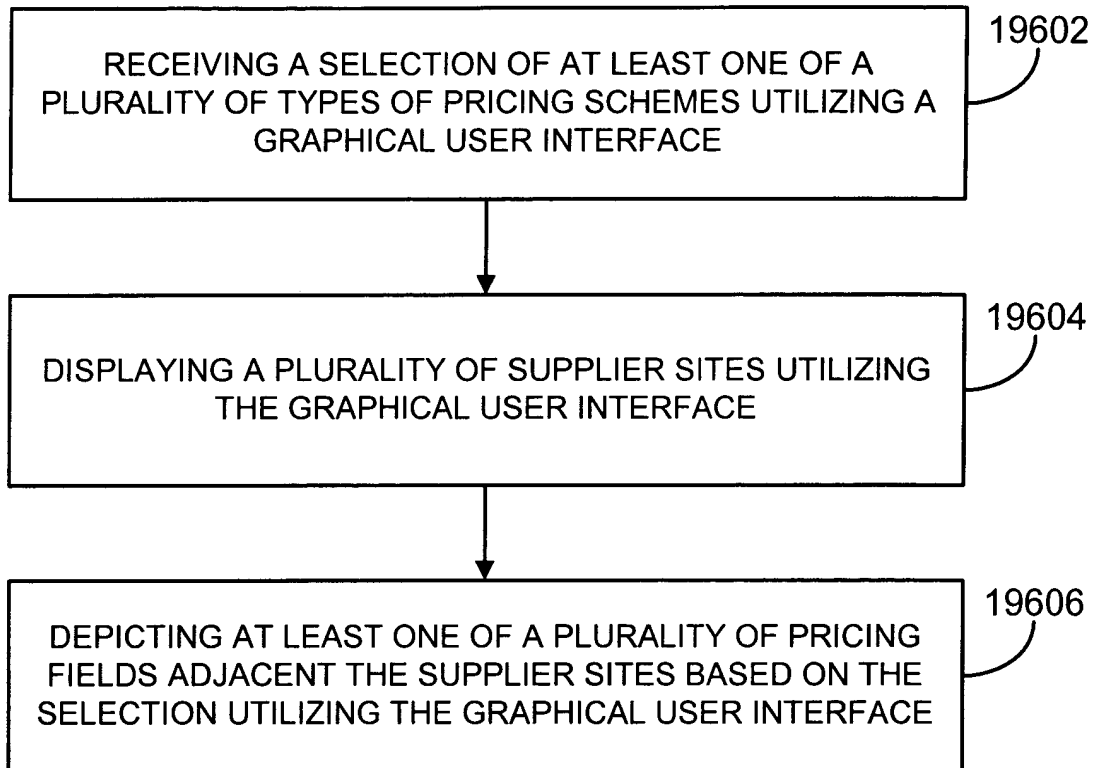 19602
RECEIVING A SELECTION OF AT LEAST ONE OF A
PLURALITY OF TYPES OF PRICING SCHEMES UTILIZING A
GRAPHICAL USER INTERFACE
19604
DISPLAYING A PLURALITY OF SUPPLIER SITES UTILIZING
THE GRAPHICAL USER INTERFACE
19606
DEPICTING AT LEAST ONE OF A PLURALITY OF PRICING
FIELDS ADJACENT THE SUPPLIER SITES BASED ON THE
SELECTION UTILIZING THE GRAPHICAL USER INTERFACE